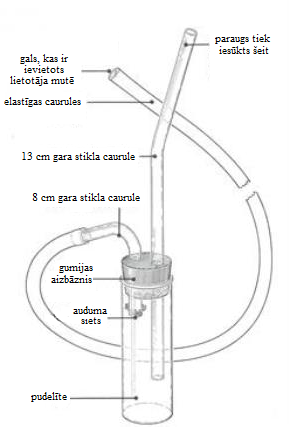 paraugs tiek
iesūkts šeit
gals, kas ir
ievietots
lietotāja mutē
elastīgas caurules
13 cm gara stikla caurule
8 cm gara stikla caurule
gumijas
aizbāznis
auduma
siets
pudelīte